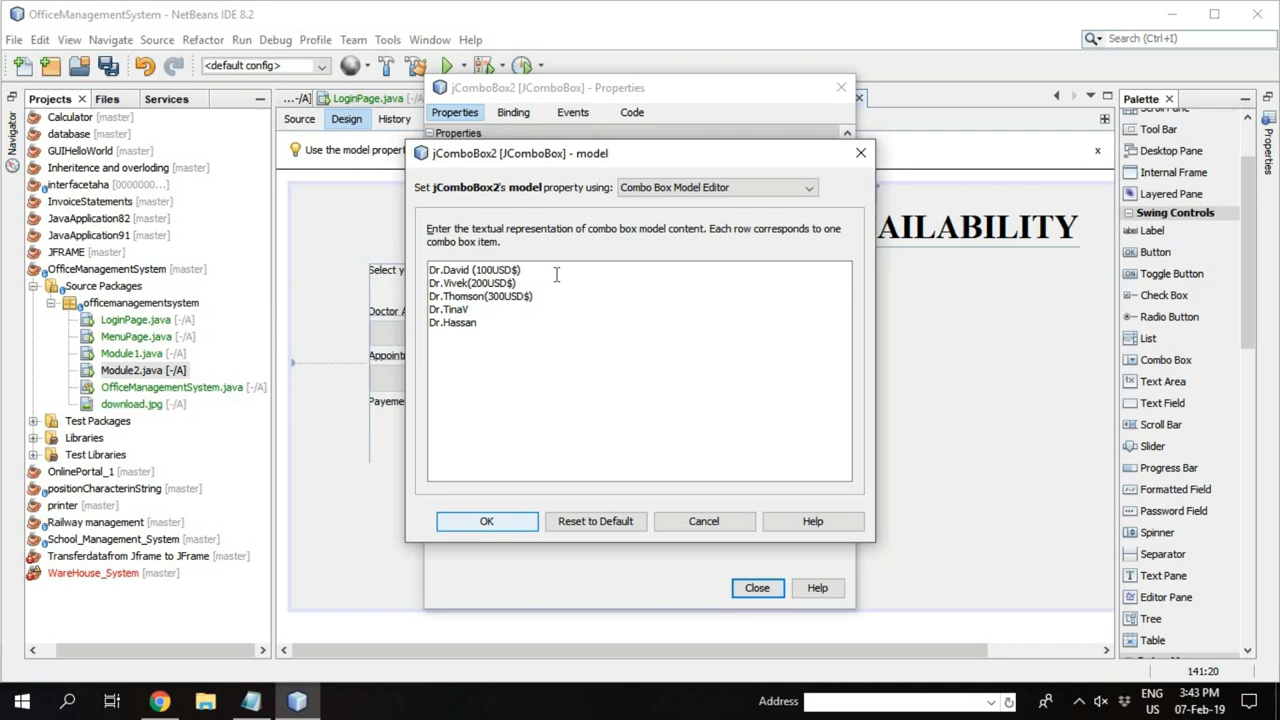 OfficeManagementSystem - NetBeans IDE 8.2
File Edit View Navigate Source Refactor Run Debug Profile Team Tools Window Help
Search (Ctrl+I)
<default config>
Projects Files Services
...-/A] LoginPage.java [-/A]
Source Design History
Navigator
Calculator [master]
database [master]
GUIHelloWorld [master]
Inheritence and overloding [master]
interfacetaha [0000000...]
InvoiceStatements [master]
JavaApplication82 [master]
JavaApplication91 [master]
JFRAME [master]
OfficeManagementSystem [master]
Source Packages
officemanagementsystem
LoginPage.java [-/A]
MenuPage.java [-/A]
Module1.java [-/A]
Module2.java [-/A]
OfficeManagementSystem.java [-/A]
download.jpg [-/A]
Test Packages
Libraries
Test Libraries
OnlinePortal_1 [master]
positionCharacterinString [master]
printer [master]
Railway management [master]
School_Management_System [master]
Transferdatafrom Jframe to JFrame [master]
WareHouse_System [master]
Use the model propert
x
AILABILITY
Select y
Doctor A
Appointr
Payeme
jComboBox2 [JComboBox] - Properties
Properties Binding Events Code
Properties
jComboBox2 [JComboBox] - model
Set jComboBox2's model property using: Combo Box Model Editor
Enter the textual representation of combo box model content. Each row corresponds to one
combo box item.
Dr.David (100USD$)
Dr.Vivek(200USD$)
Dr.Thomson(300USD$)
Dr.TinaV
Dr.Hassan
OK Reset to Default Cancel Help
Close Help
Palette
Tool Bar
Desktop Pane
Internal Frame
Layered Pane
Swing Controls
Label
Button
Toggle Button
Check Box
Radio Button
List
Combo Box
Text Area
Text Field
Scroll Bar
Slider
Progress Bar
Formatted Field
Password Field
Spinner
Separator
Text Pane
Editor Pane
Tree
Table
Properties
141:20
Address
ENG
US
3:43 PM
07-Feb-19